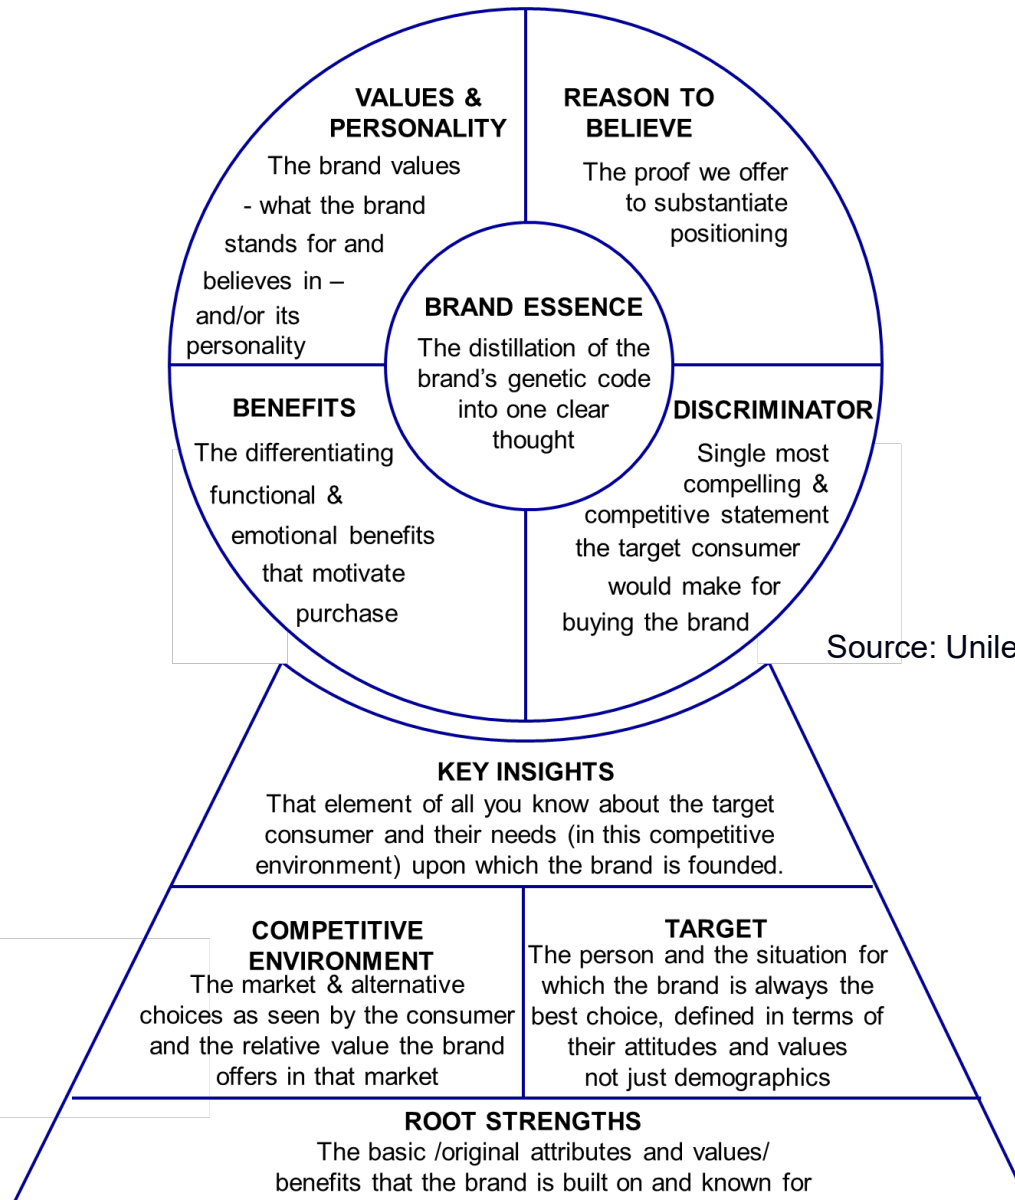 VALUES &
PERSONALITY
The brand values
- what the brand
stands for and
believes in –
and/or its
personality
REASON TO
BELIEVE
The proof we offer
to substantiate
positioning
BRAND ESSENCE
The distillation of the
brand's genetic code
into one clear
thought
BENEFITS
The differentiating
functional &
emotional benefits
that motivate
purchase
DISCRIMINATOR
Single most
compelling &
competitive statement
the target consumer
would make for
buying the brand
Source: Unile
KEY INSIGHTS
That element of all you know about the target
consumer and their needs (in this competitive
environment) upon which the brand is founded.
COMPETITIVE
ENVIRONMENT
The market & alternative
choices as seen by the consumer
and the relative value the brand
offers in that market
TARGET
The person and the situation for
which the brand is always the
best choice, defined in terms of
their attitudes and values
not just demographics
ROOT STRENGTHS
The basic /original attributes and values/
benefits that the brand is built on and known for